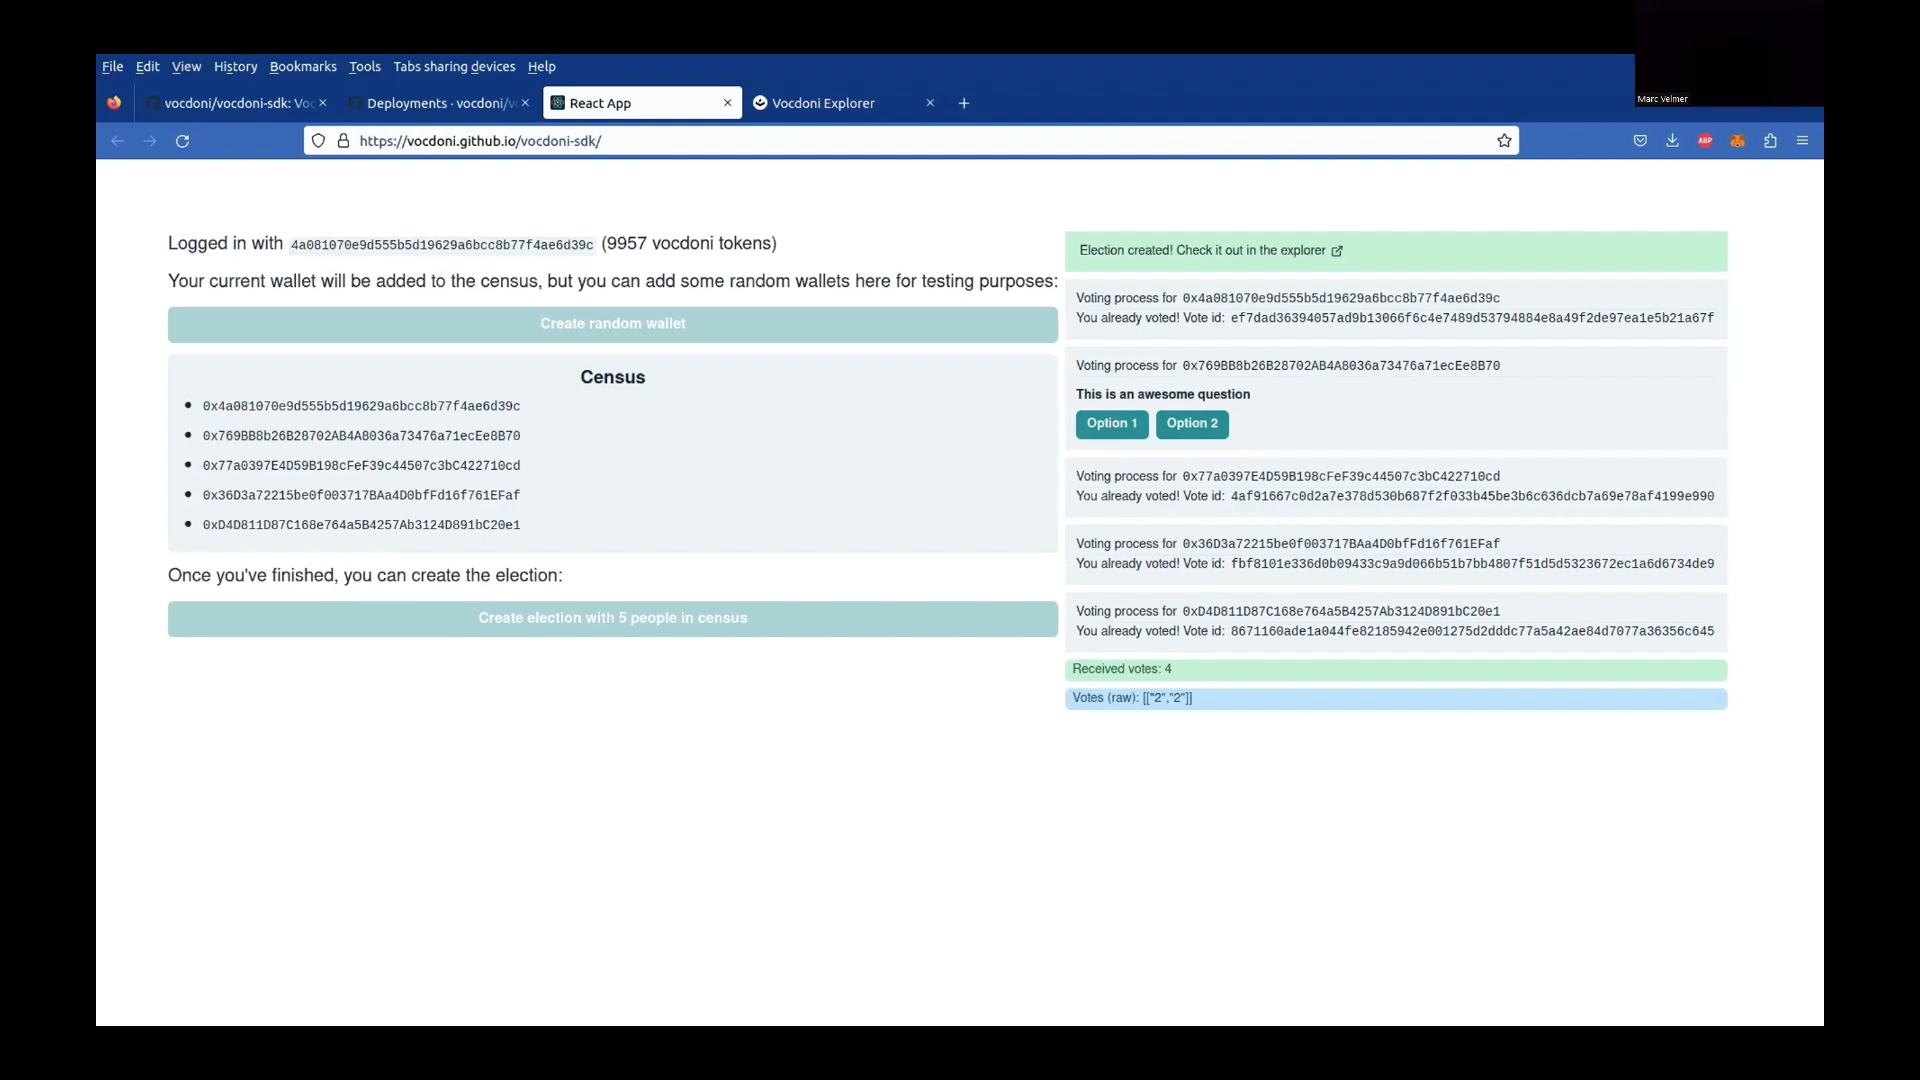 File Edit View History Bookmarks Tools Tabs sharing devices Help
Marc Velmer
vocdoni/vocdoni-sdk: Voc
Deployments · vocdoni/v
React App
Vocdoni Explorer
https://vocdoni.github.io/vocdoni-sdk/
ABP
Logged in with 4a081070e9d555b5d19629a6bcc8b77f4ae6d39c (9957 vocdoni tokens)
Your current wallet will be added to the census, but you can add some random wallets here for testing purposes:
Create random wallet
Census
0x4a081070e9d555b5d19629a6bcc8b77f4ae6d39c
0x769BB8b26B28702AB4A8036a73476a71ecEe8B70
0x77a0397E4D59B198cFeF39c44507c3bC422710cd
0x36D3a72215be0f003717BAa4D0bfFd16f761EFaf
0xD4D811D87C168e764a5B4257Ab3124D891bC20e1
Once you've finished, you can create the election:
Create election with 5 people in census
Election created! Check it out in the explorer
Voting process for 0x4a081070e9d555b5d19629a6bcc8b77f4ae6d39c
You already voted! Vote id: ef7dad36394057ad9b13066f6c4e7489d53794884e8a49f2de97ea1e5b21a67f
Voting process for 0x769BB8b26B28702AB4A8036a73476a71ecEe8B70
This is an awesome question
Option 1 Option 2
Voting process for 0x77a0397E4D59B198cFeF39c44507c3bC422710cd
You already voted! Vote id: 4af91667c0d2a7e378d530b687f2f033b45be3b6c636dcb7a69e78af4199e990
Voting process for 0x36D3a72215be0f003717BAa4D0bfFd16f761EFaf
You already voted! Vote id: fbf8101e336d0b09433c9a9d066b51b7bb4807f51d5d5323672ec1a6d6734de9
Voting process for 0xD4D811D87C168e764a5B4257Ab3124D891bC20e1
You already voted! Vote id: 8671160ade1a044fe82185942e001275d2dddc77a5a42ae84d7077a36356c645
Received votes: 4
Votes (raw): [["2","2"]]